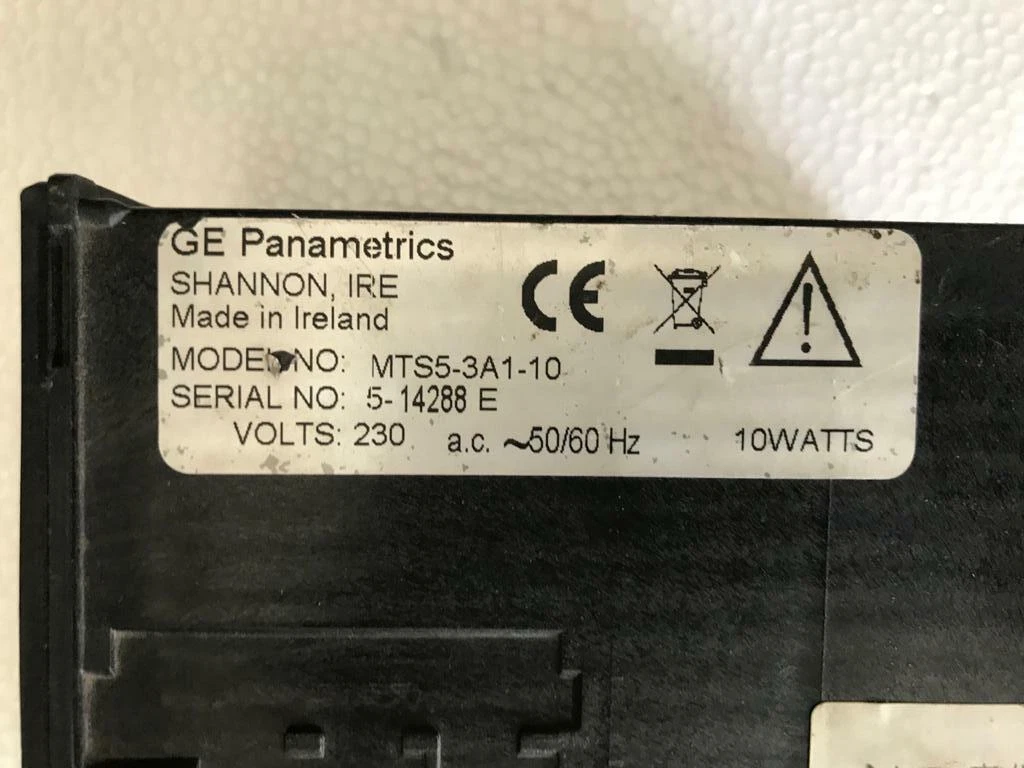 GE Panametrics
SHANNON, IRE
Made in Ireland
CE
MODEL NO: MTS5-3A1-10
SERIAL NO: 5-14288 E
VOLTS: 230 a.c. ~50/60 Hz 10WATTS